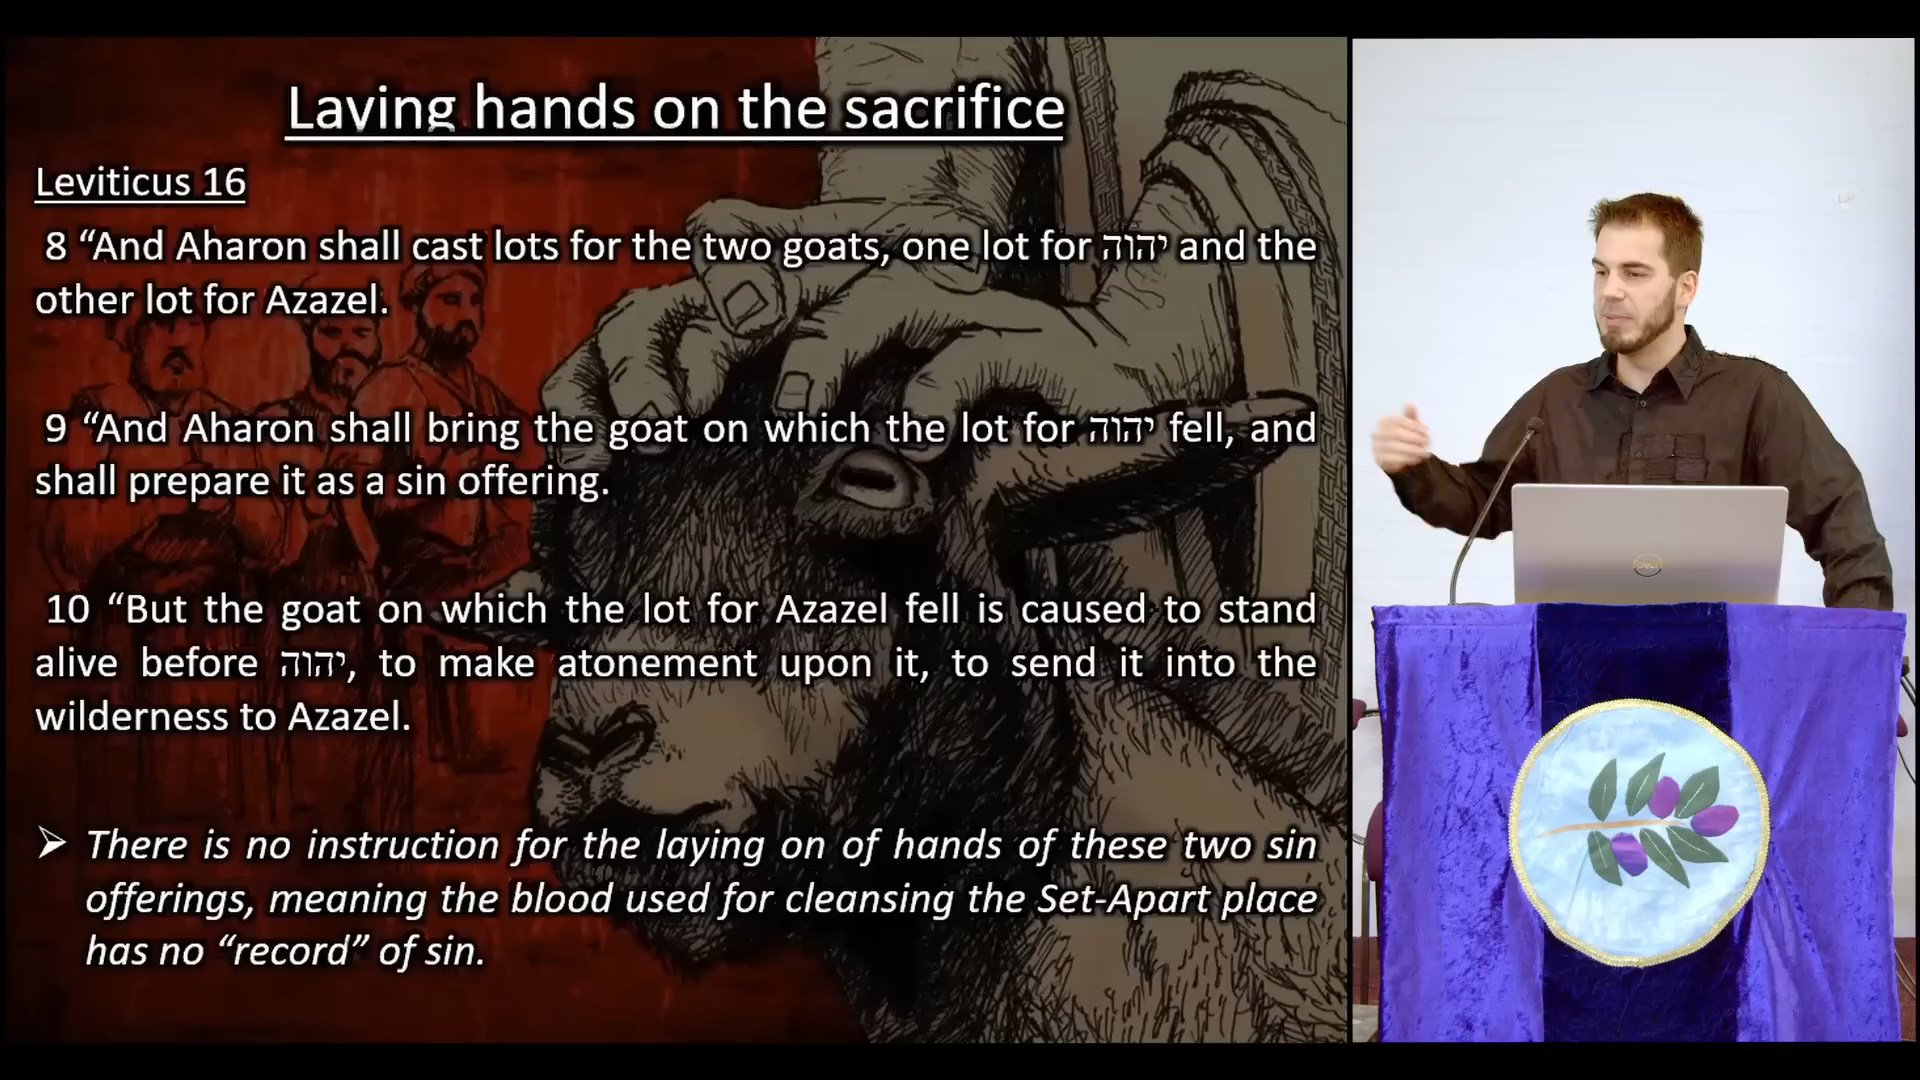 Laying hands on the sacrifice
Leviticus 16
8 “And Aharon shall cast lots for the two goats, one lot for יהוה and the
other lot for Azazel.
9 “And Aharon shall bring the goat on which the lot for יהוה fell, and
shall prepare it as a sin offering.
10 “But the goat on which the lot for Azazel fell is caused to stand
alive before יהוה, to make atonement upon it, to send it into the
wilderness to Azazel.
➢ There is no instruction for the laying on of hands of these two sin
offerings, meaning the blood used for cleansing the Set-Apart place
has no “record” of sin.
DELL